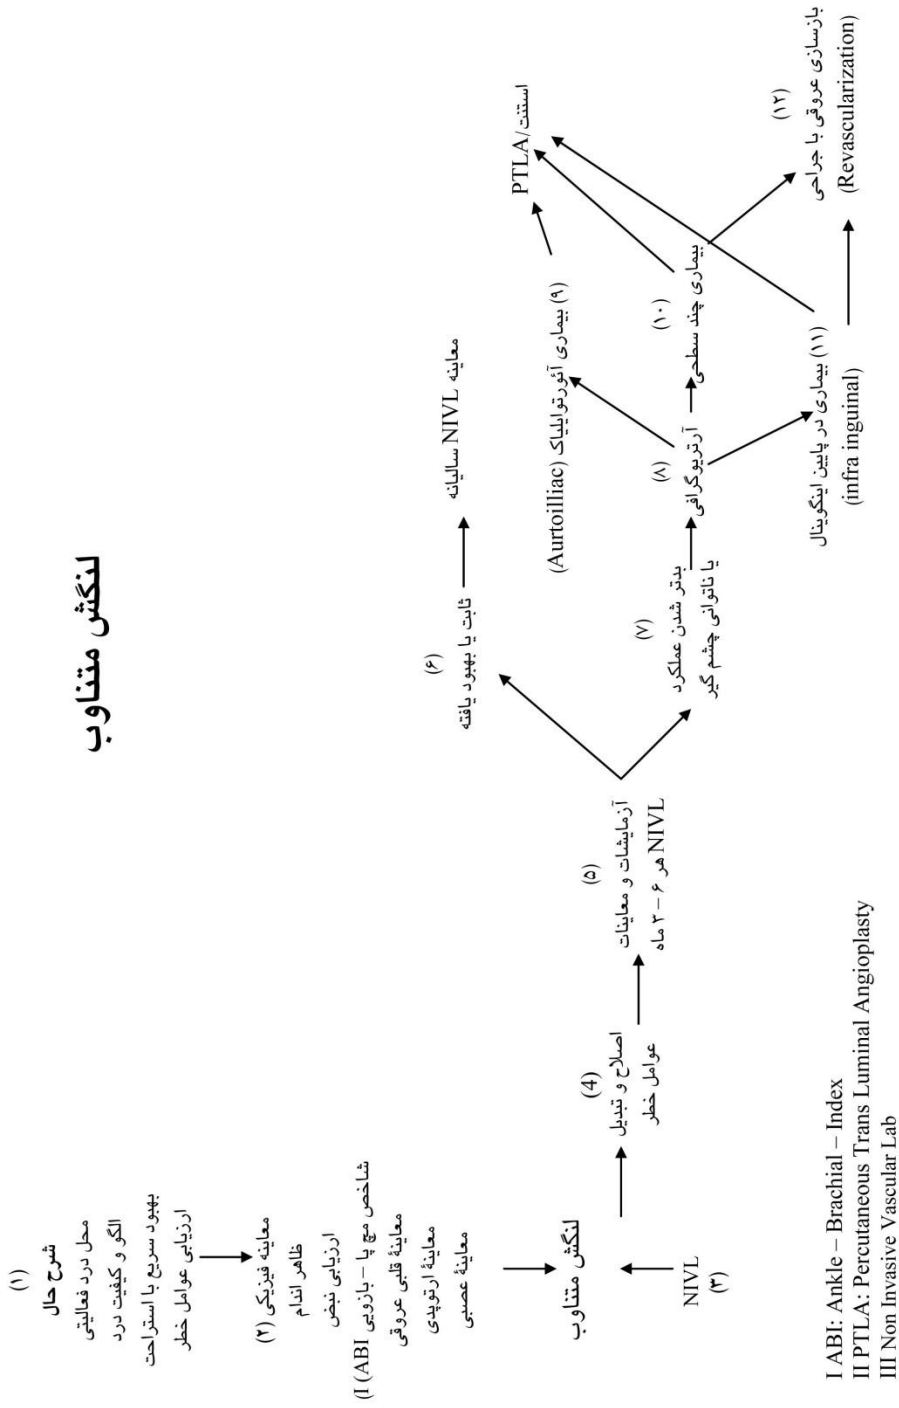 لنگش متناوب
(۱)
شرح حال
محل درد فعالیتی
الگو و کیفیت درد
بهبود سریع با استراحت
ارزیابی عوامل خطر
معاینه فیزیکی (۲)
ظاهر اندام
ارزیابی نبض
شاخص مچ پا – بازویی I (ABI)
معاینهٔ قلبی عروقی
معاینهٔ ارتوپدی
معاینهٔ عصبی
لنگش متناوب
NIVL
(۳)
(4)
اصلاح و تبدیل
عوامل خطر
(۵)
آزمایشات و معاینات
NIVL هر ۶ – ۳ ماه
(۶)
ثابت یا بهبود یافته
معاینه NIVL سالیانه
(۷)
بدتر شدن عملکرد
یا ناتوانی چشم گیر
(۸)
آرتریوگرافی
(۹) بیماری آئورتوایلیاک
(Aurtoilliac)
(۱۰)
بیماری چند سطحی
(۱۱) بیماری در پایین اینگوینال
(infra inguinal)
استنت/PTLA
(۱۲)
بازسازی عروقی با جراحی
(Revascularization)
I ABI: Ankle – Brachial – Index
II PTLA: Percutaneous Trans Luminal Angioplasty
III Non Invasive Vascular Lab